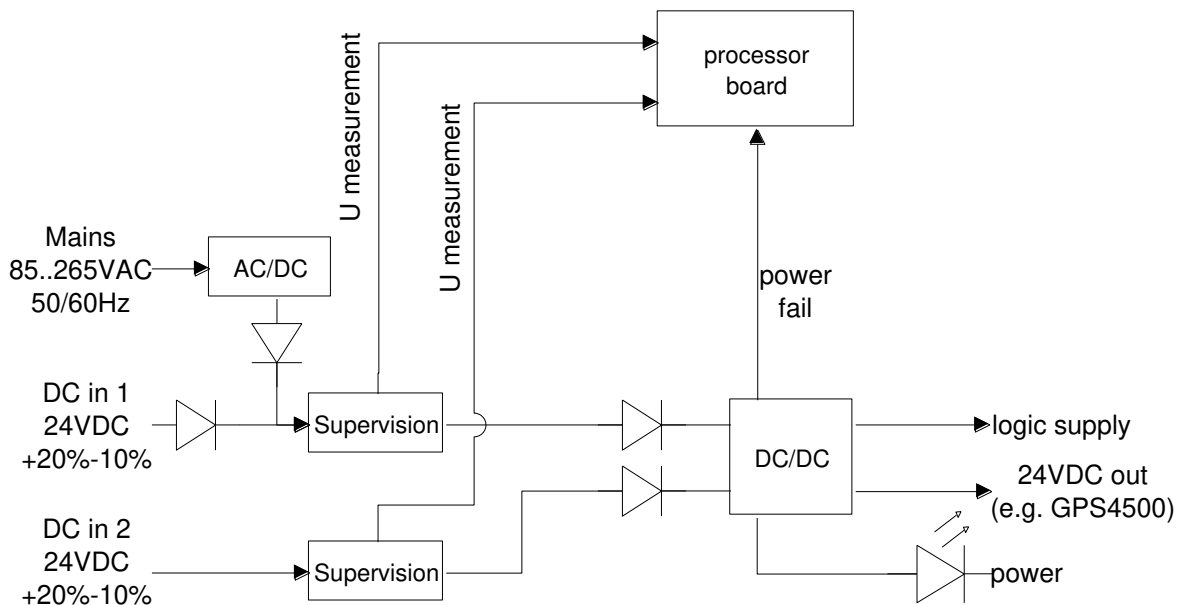 processor
board
U measurement
U measurement
Mains
85..265VAC
50/60Hz
AC/DC
power
fail
DC in 1
24VDC
+20%-10%
Supervision
DC/DC
logic supply
24VDC out
(e.g. GPS4500)
DC in 2
24VDC
+20%-10%
Supervision
power